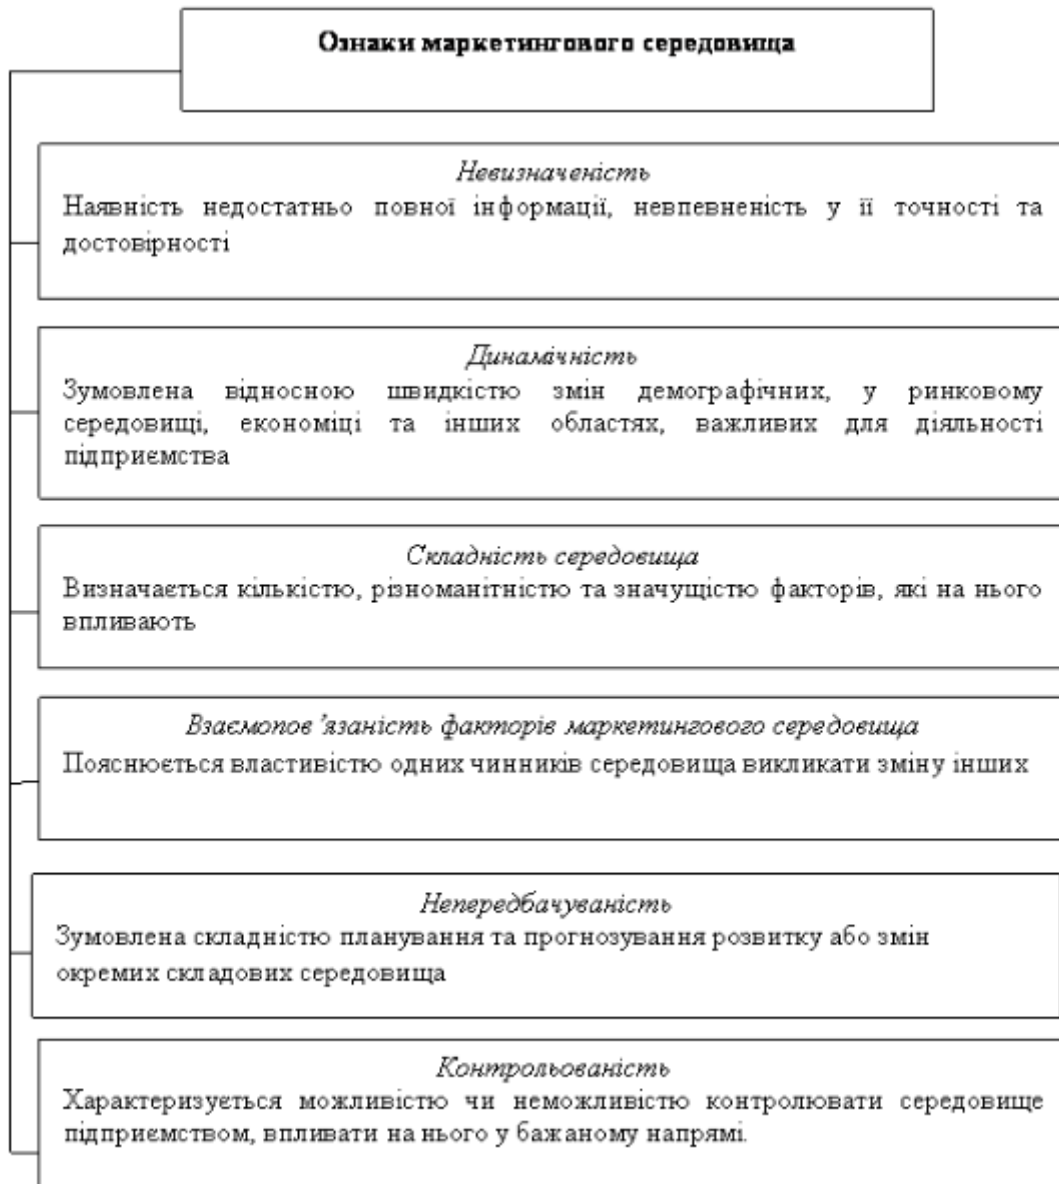 Ознаки маркетингового середовища
Невизначеність
Наявність недостатньо повної інформації, невпевненість у її точності та
достовірності
Динамічність
Зумовлена відносною швидкістю змін демографічних, у ринковому
середовищі, економіці та інших областях, важливих для діяльності
підприємства
Складність середовища
Визначається кількістю, різноманітністю та значущістю факторів, які на нього
впливають
Взаємопов’язаність факторів маркетингового середовища
Пояснюється властивістю одних чинників середовища викликати зміну інших
Непередбачуваність
Зумовлена складністю планування та прогнозування розвитку або змін
окремих складових середовища
Контрольованість
Характеризується можливістю чи неможливістю контролювати середовище
підприємством, впливати на нього у бажаному напрямі.